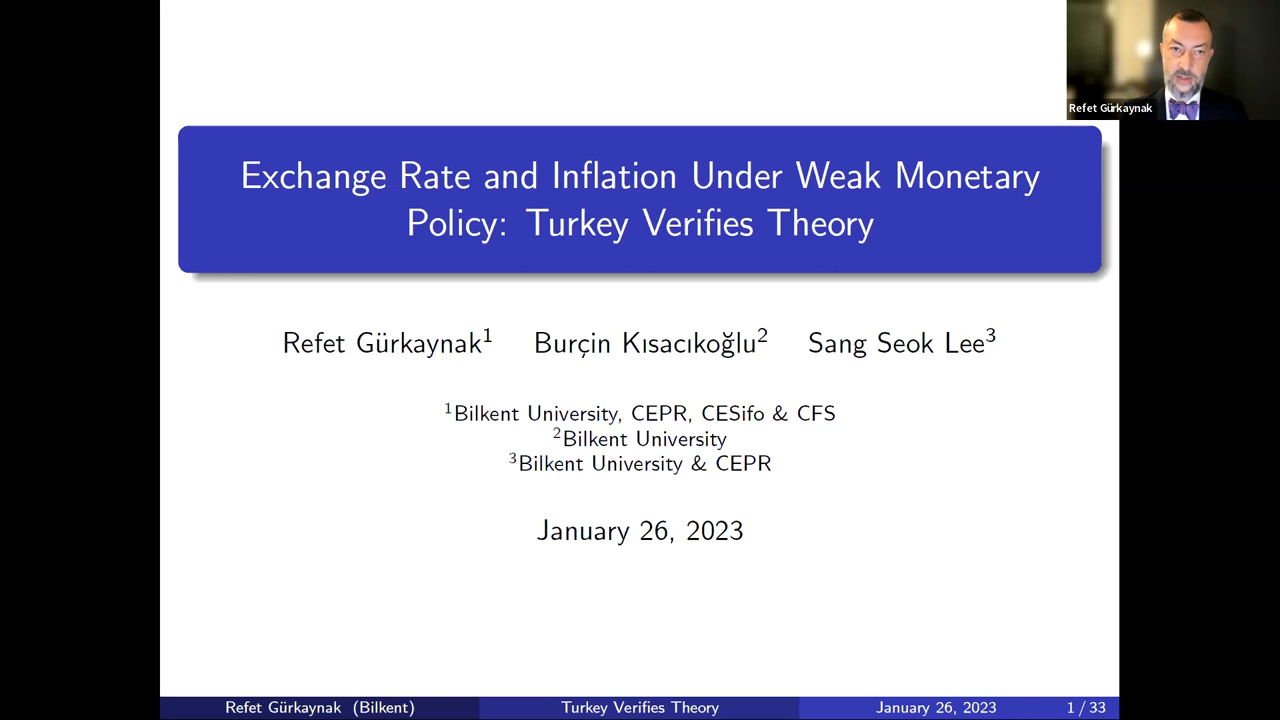 Refet Gürkaynak
Exchange Rate and Inflation Under Weak Monetary
Policy: Turkey Verifies Theory
Refet Gürkaynak¹ Burçin Kısacıkoğlu² Sang Seok Lee³
¹Bilkent University, CEPR, CESifo & CFS
²Bilkent University
³Bilkent University & CEPR
January 26, 2023
Refet Gürkaynak (Bilkent) Turkey Verifies Theory January 26, 2023 1 / 33